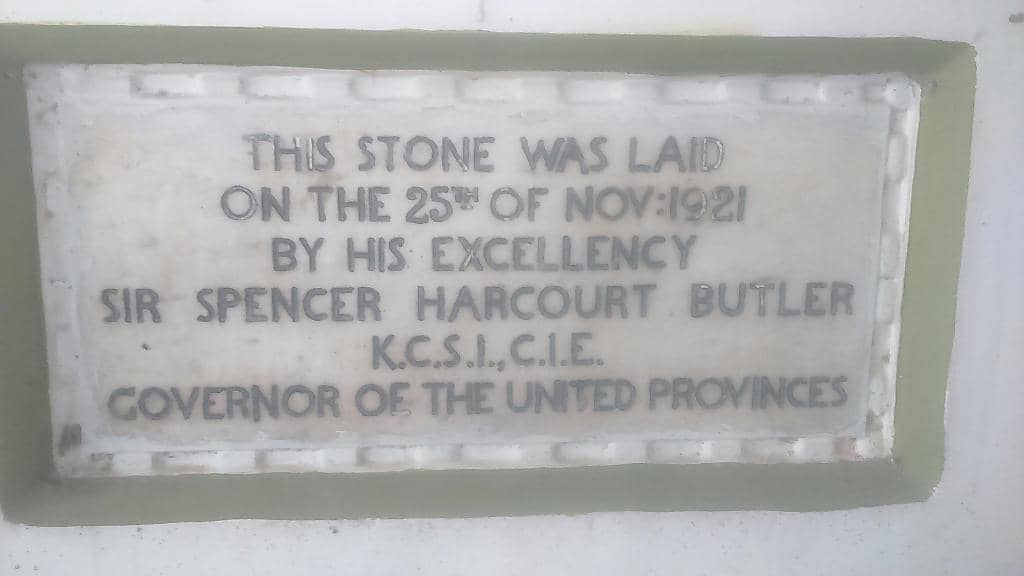 THIS STONE WAS LAID
ON THE 25TH OF NOV:1921
BY HIS EXCELLENCY
SIR SPENCER HARCOURT BUTLER
K.C.S.I., C.I.E.
GOVERNOR OF THE UNITED PROVINCES